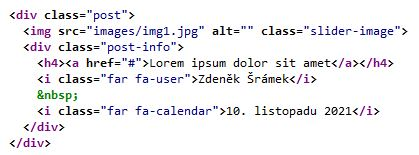 <div class="post">
<img src="images/img1.jpg" alt="" class="slider-image">
<div class="post-info">
<h4><a href="#">Lorem ipsum dolor sit amet</a></h4>
<i class="far fa-user">Zdeněk Šrámek</i>
&nbsp;
<i class="far fa-calendar">10. listopadu 2021</i>
</div>
</div>